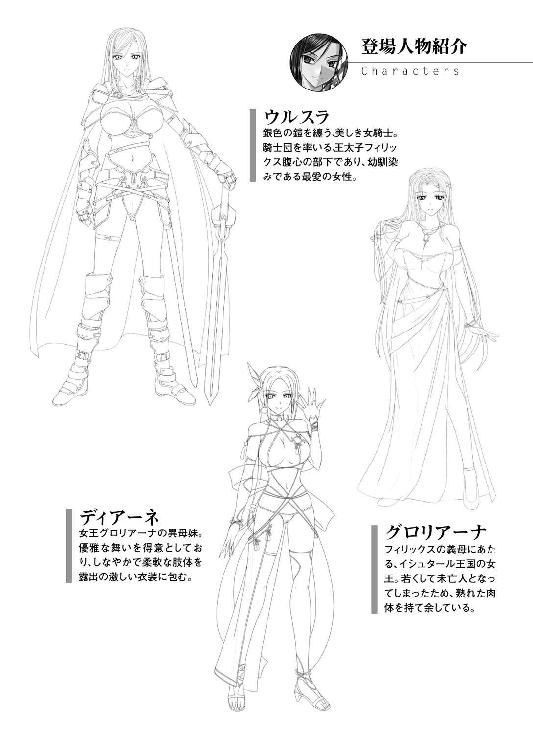 登場人物紹介
Characters
ウルスラ
銀色の鎧を纏う、美しき女騎士。
騎士団を率いる、王太子フィリッ
クス腹心の部下であり、幼馴染
みである最愛の女性。
ディアーネ
女王グロリアーナの異母妹。
優雅な舞いを得意としてお
り、しなやかで柔軟な肢体を
露出の激しい衣装に包む。
グロリアーナ
フィリックスの義母にあた
る、イシュタール王国の女
王。若くして未亡人となっ
てしまったため、熟れた肉
体を持て余している。